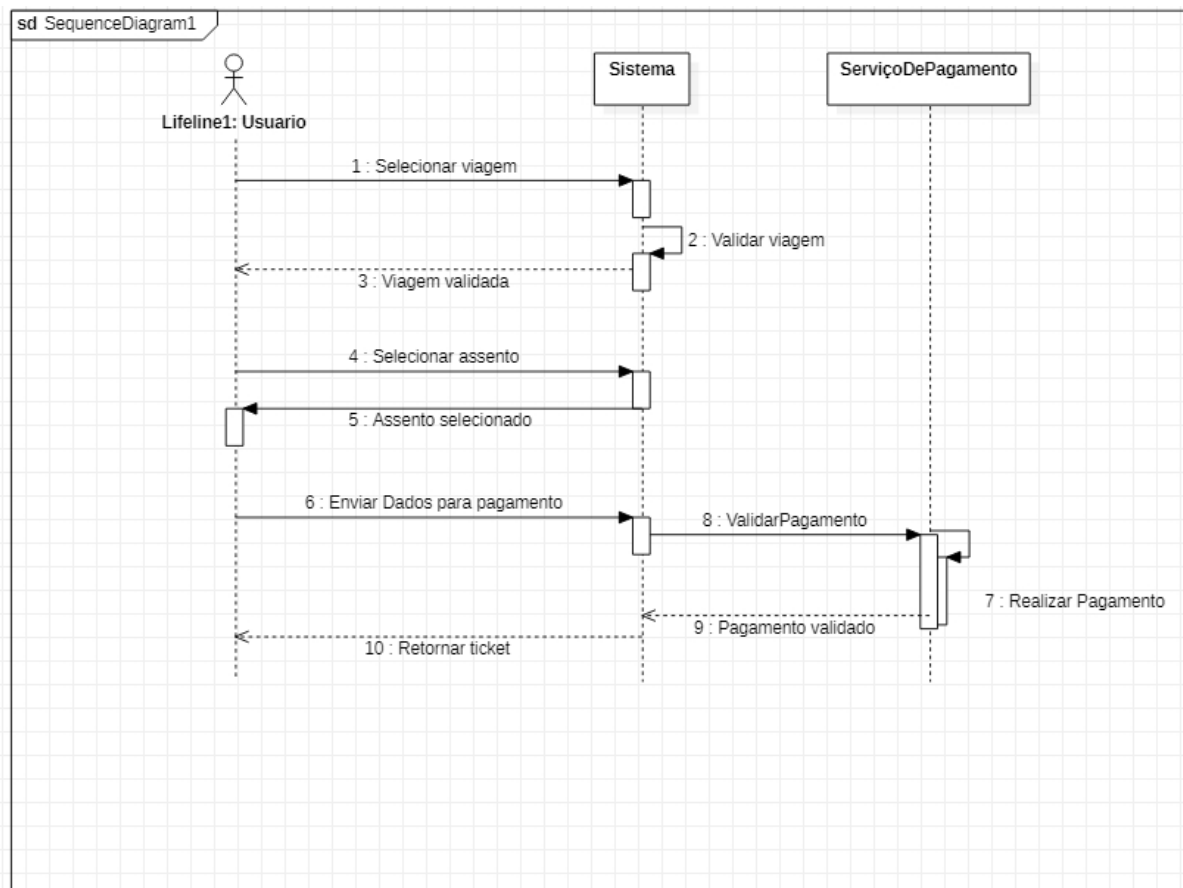 sd SequenceDiagram1
Sistema
ServiçoDePagamento
Lifeline1: Usuario
1 : Selecionar viagem
2 : Validar viagem
3 : Viagem validada
4 : Selecionar assento
5 : Assento selecionado
6 : Enviar Dados para pagamento
8 : ValidarPagamento
7 : Realizar Pagamento
9 : Pagamento validado
10 : Retornar ticket